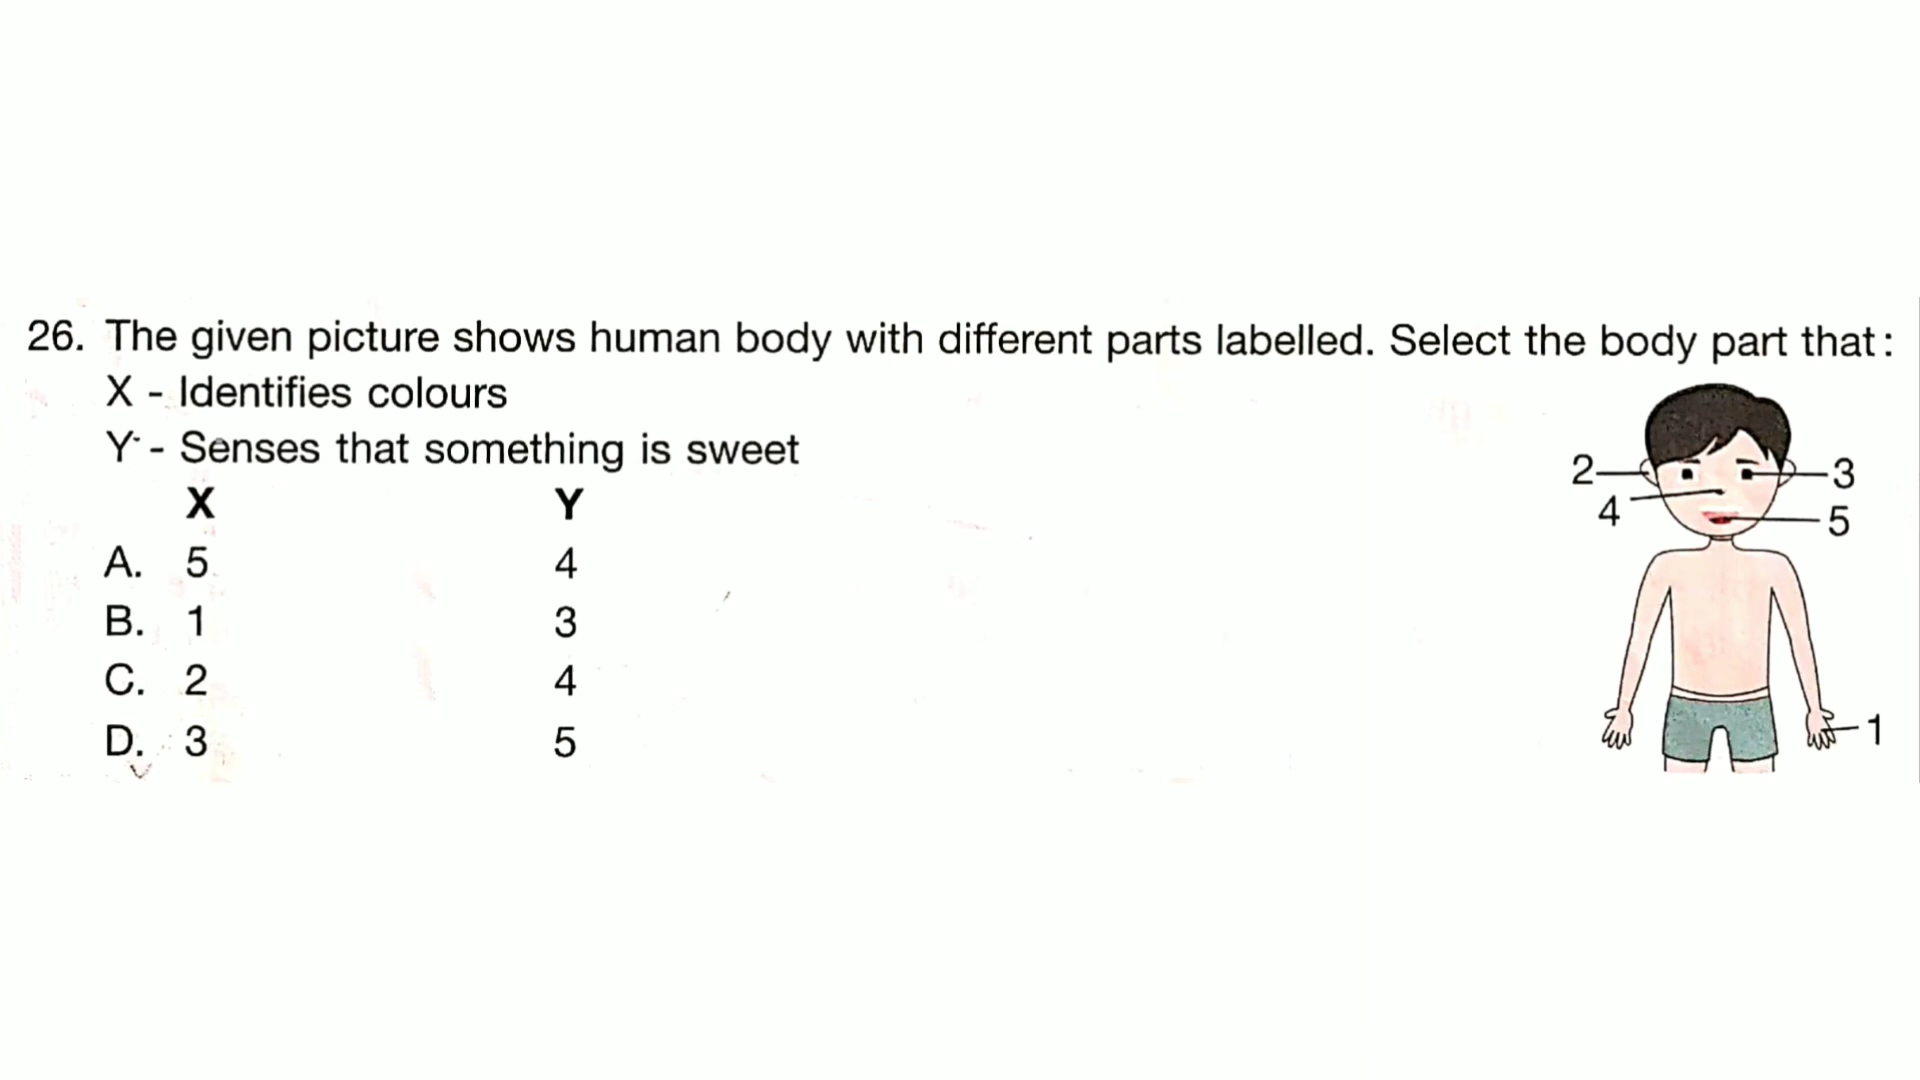 26. The given picture shows human body with different parts labelled. Select the body part that:
X - Identifies colours
Y - Senses that something is sweet
X Y
A. 5 4
B. 1 3
C. 2 4
D. 3 5
2 3
4 5
1